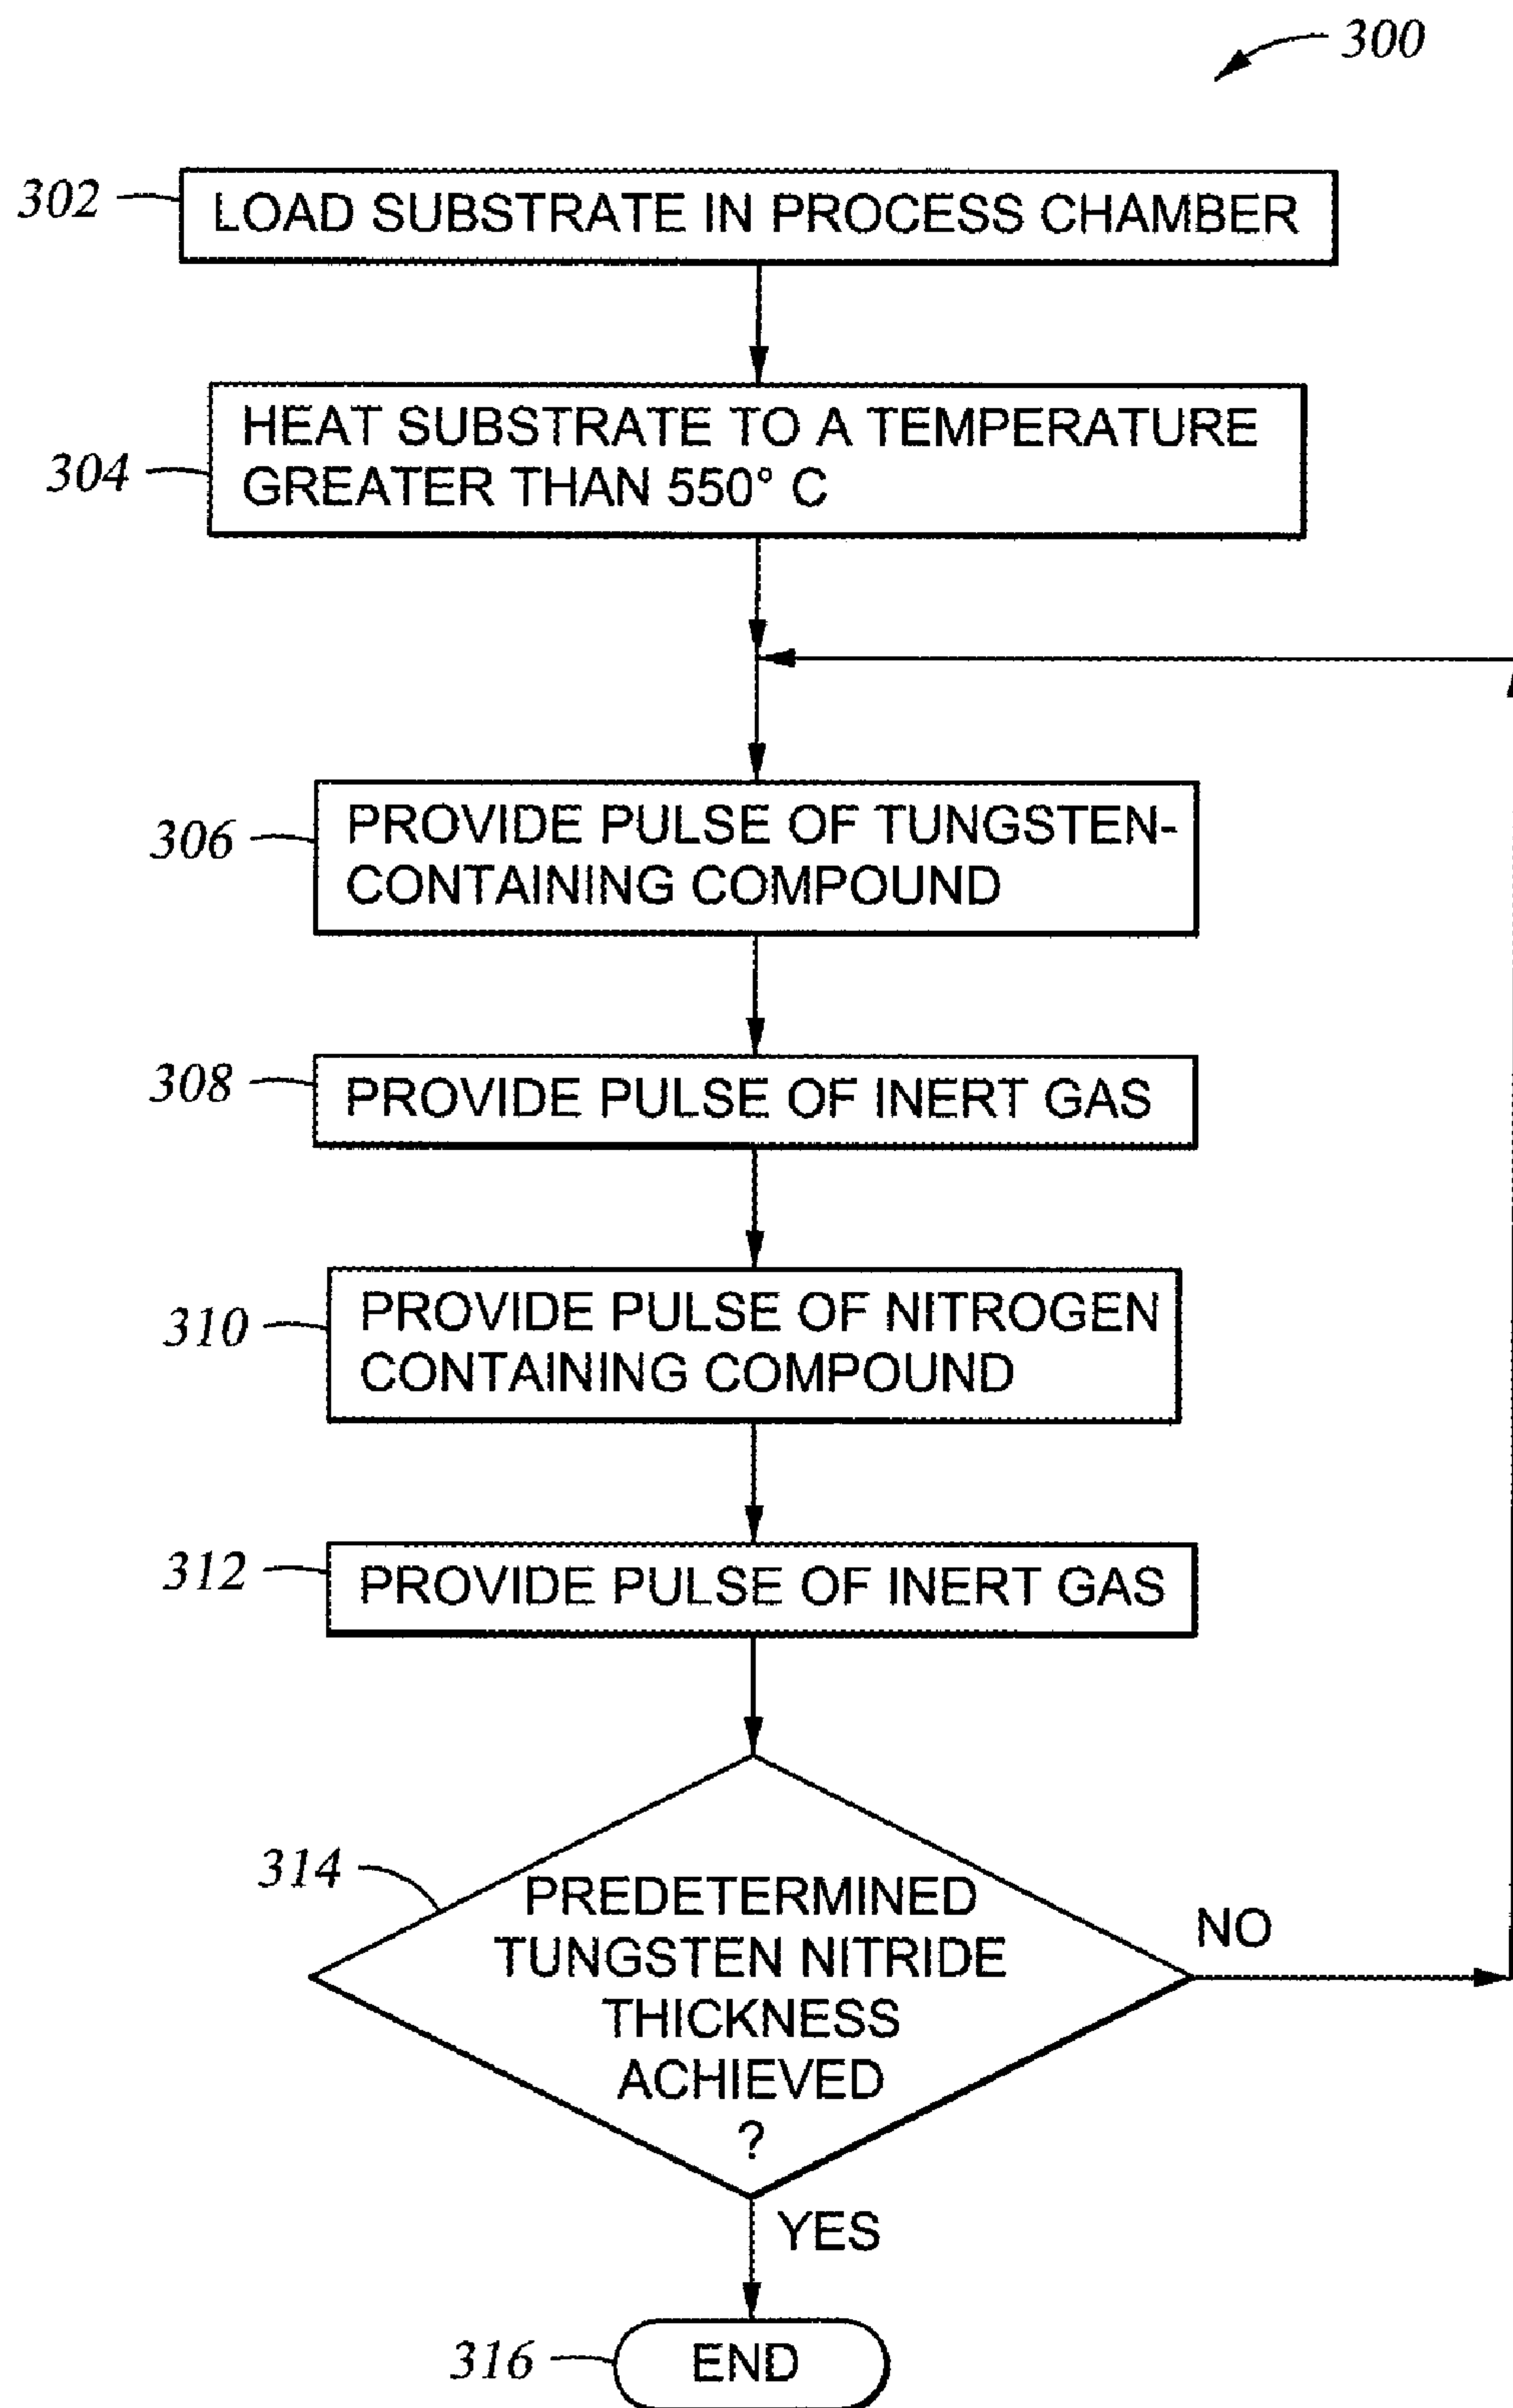 300
302
LOAD SUBSTRATE IN PROCESS CHAMBER
304
HEAT SUBSTRATE TO A TEMPERATURE
GREATER THAN 550° C
306
PROVIDE PULSE OF TUNGSTEN-
CONTAINING COMPOUND
308
PROVIDE PULSE OF INERT GAS
310
PROVIDE PULSE OF NITROGEN
CONTAINING COMPOUND
312
PROVIDE PULSE OF INERT GAS
314
PREDETERMINED
TUNGSTEN NITRIDE
THICKNESS
ACHIEVED
?
NO
YES
316
END